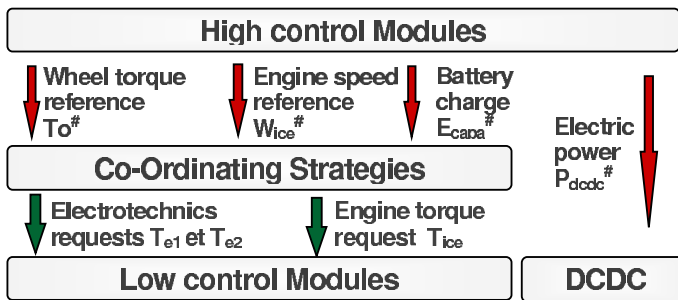 High control Modules
Wheel torque
reference
To#
Engine speed
reference
Wice#
Battery
charge
Ecapa#
Electric
power
Pdcdc#
Co-Ordinating Strategies
Electrotechnics
requests Te1 et Te2
Engine torque
request Tice
Low control Modules
DCDC